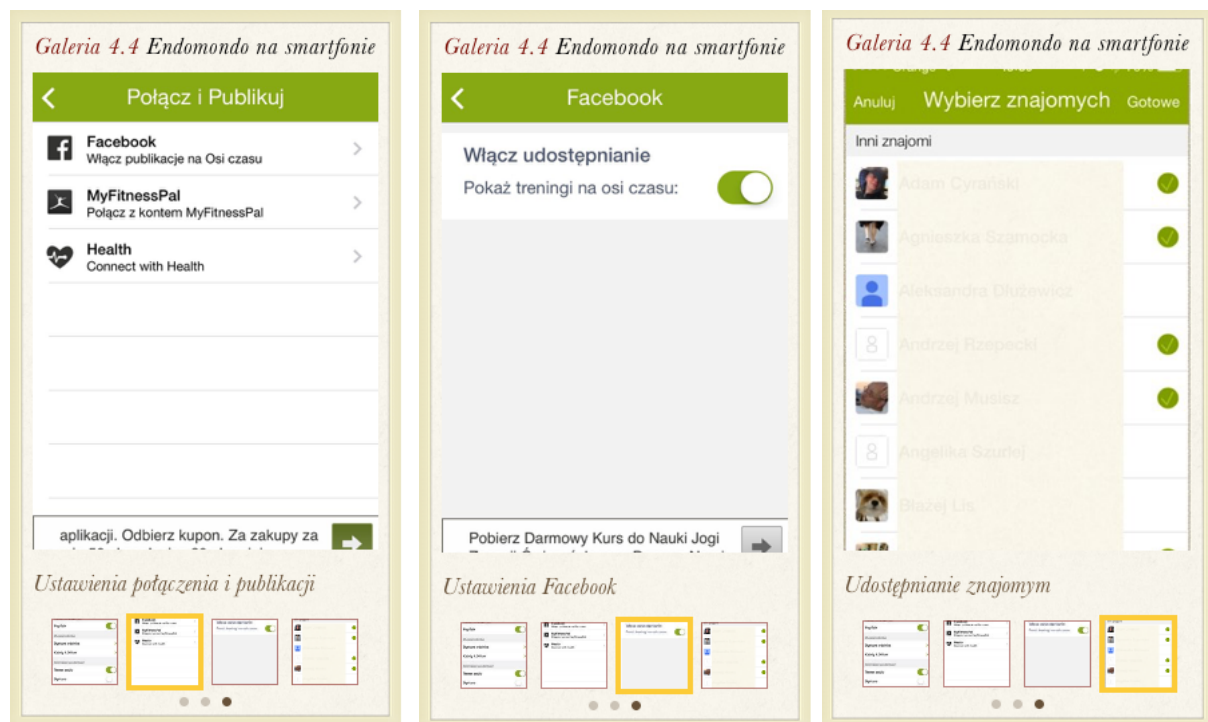 Galeria 4.4 Endomondo na smartfonie
Połącz i Publikuj
Facebook
Włącz publikacje na Osi czasu
MyFitnessPal
Połącz z kontem MyFitnessPal
Health
Connect with Health
aplikacji. Odbierz kupon. Za zakupy za
Ustawienia połączenia i publikacji
Galeria 4.4 Endomondo na smartfonie
Facebook
Włącz udostępnianie
Pokaż treningi na osi czasu:
Pobierz Darmowy Kurs do Nauki Jogi
Ustawienia Facebook
Galeria 4.4 Endomondo na smartfonie
Anuluj Wybierz znajomych Gotowe
Inni znajomi
Adam Cyrański
Agnieszka Szamocka
Aleksandra Dłużewicz
Andrzej Rzepecki
Andrzej Musisz
Angelika Szurlej
Błażej Lis
Udostępnianie znajomym